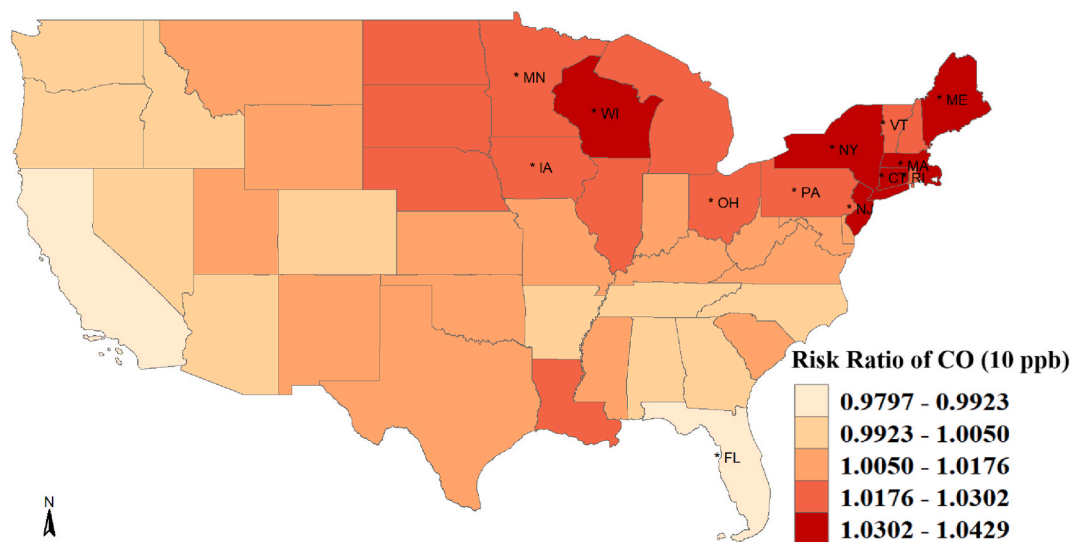 * MN
* WI
* ME
* VT
* NY
* MA
* IA
* CT
* RI
* PA
* OH
* NJ
Risk Ratio of CO (10 ppb)
0.9797 - 0.9923
0.9923 - 1.0050
1.0050 - 1.0176
1.0176 - 1.0302
1.0302 - 1.0429
* FL
N